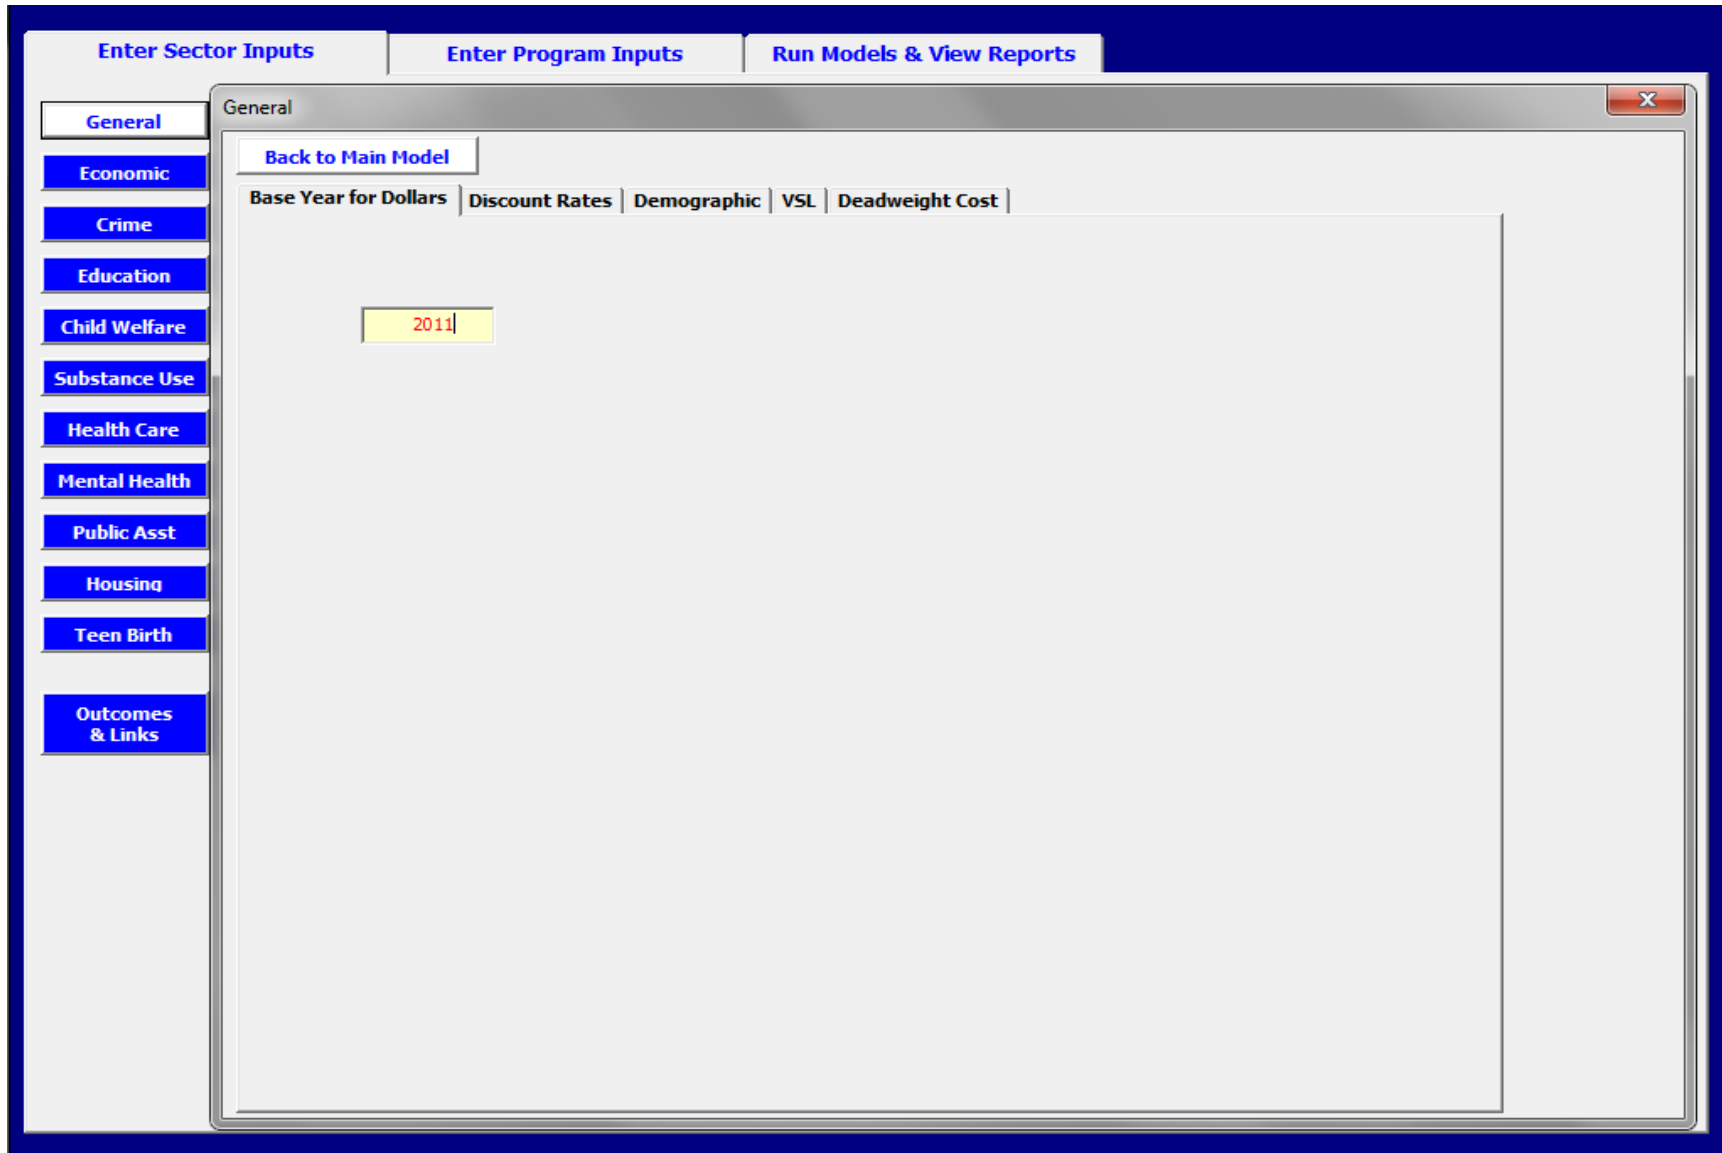 Enter Sector Inputs
Enter Program Inputs
Run Models & View Reports
General
Economic
Crime
Education
Child Welfare
Substance Use
Health Care
Mental Health
Public Asst
Housing
Teen Birth
Outcomes
& Links
General
x
Back to Main Model
Base Year for Dollars
Discount Rates
Demographic
VSL
Deadweight Cost
2011